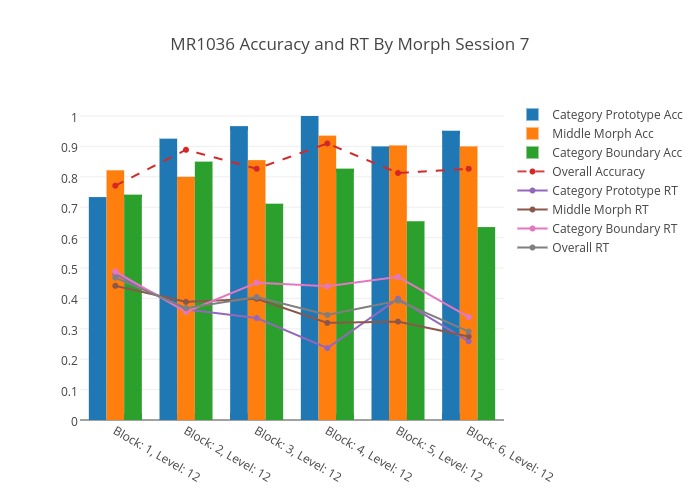 MR1036 Accuracy and RT By Morph Session 7
1
0.9
0.8
0.7
0.6
0.5
0.4
0.3
0.2
0.1
0
Block: 1, Level: 12
Block: 2, Level: 12
Block: 3, Level: 12
Block: 4, Level: 12
Block: 5, Level: 12
Block: 6, Level: 12
Category Prototype Acc
Middle Morph Acc
Category Boundary Acc
Overall Accuracy
Category Prototype RT
Middle Morph RT
Category Boundary RT
Overall RT